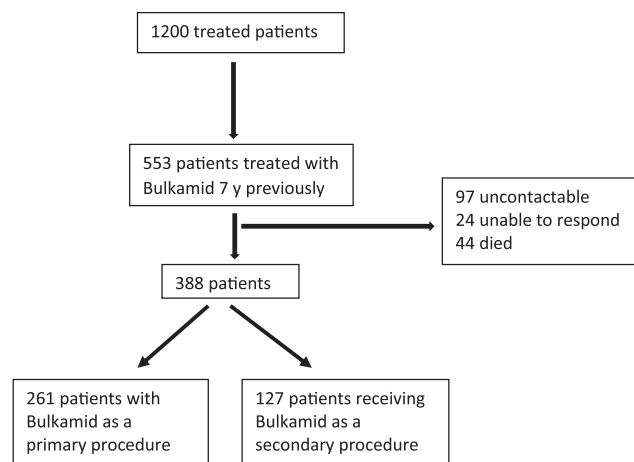 1200 treated patients
553 patients treated with
Bulkamid 7 y previously
97 uncontactable
24 unable to respond
44 died
388 patients
261 patients with
Bulkamid as a
primary procedure
127 patients receiving
Bulkamid as a
secondary procedure